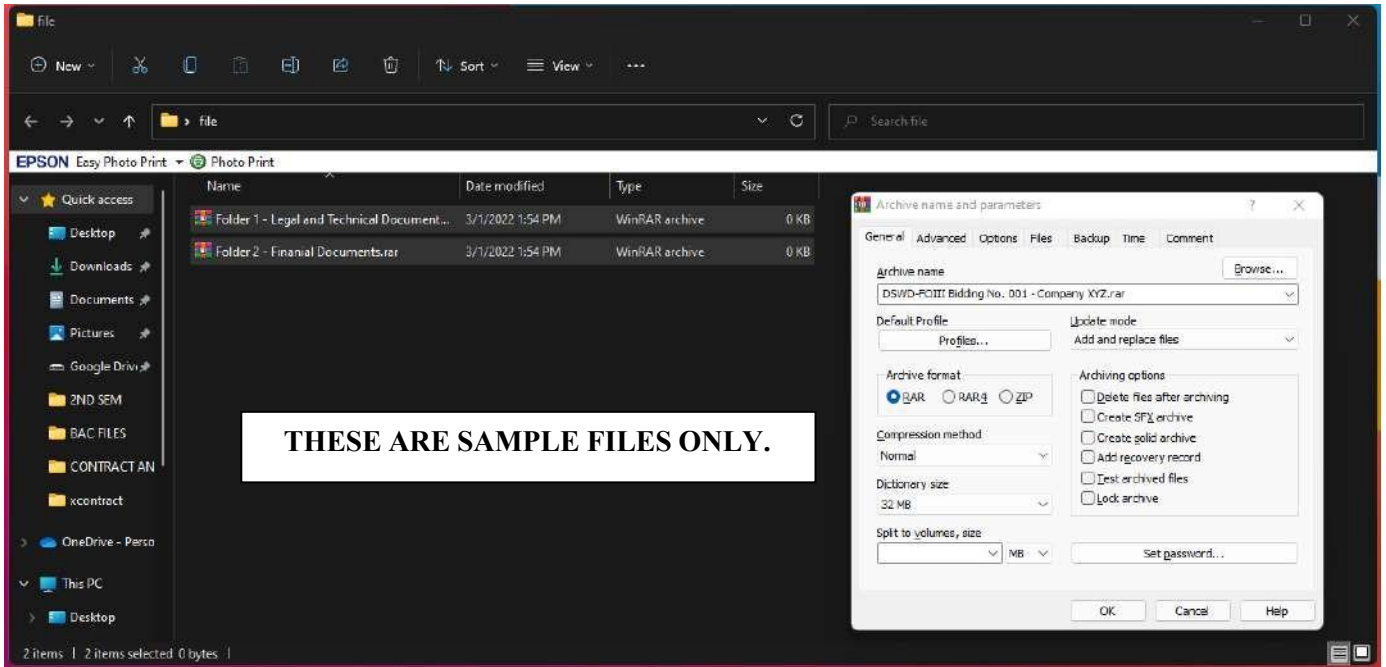 file
New
Sort
View
file
Search file
EPSON Easy Photo Print
Photo Print
Name
Date modified
Type
Size
Quick access
Desktop
Downloads
Documents
Pictures
Google Driv
2ND SEM
BAC FILES
CONTRACT AN
xcontract
OneDrive - Perso
This PC
Desktop
Folder 1 - Legal and Technical Document... 3/1/2022 1:54 PM WinRAR archive 0 KB
Folder 2 - Finanial Documents.rar 3/1/2022 1:54 PM WinRAR archive 0 KB
THESE ARE SAMPLE FILES ONLY.
Archive name and parameters
?
General Advanced Options Files Backup Time Comment
Archive name
Browse...
DSWD-FOIII Bidding No. 001 - Company XYZ.rar
Default Profile
Profiles...
Update mode
Add and replace files
Archive format
RAR RAR4 ZIP
Compression method
Normal
Dictionary size
32 MB
Split to volumes, size
MB
Archiving options
Delete files after archiving
Create SFX archive
Create solid archive
Add recovery record
Test archived files
Lock archive
Set password...
OK Cancel Help
2 items | 2 items selected 0 bytes |